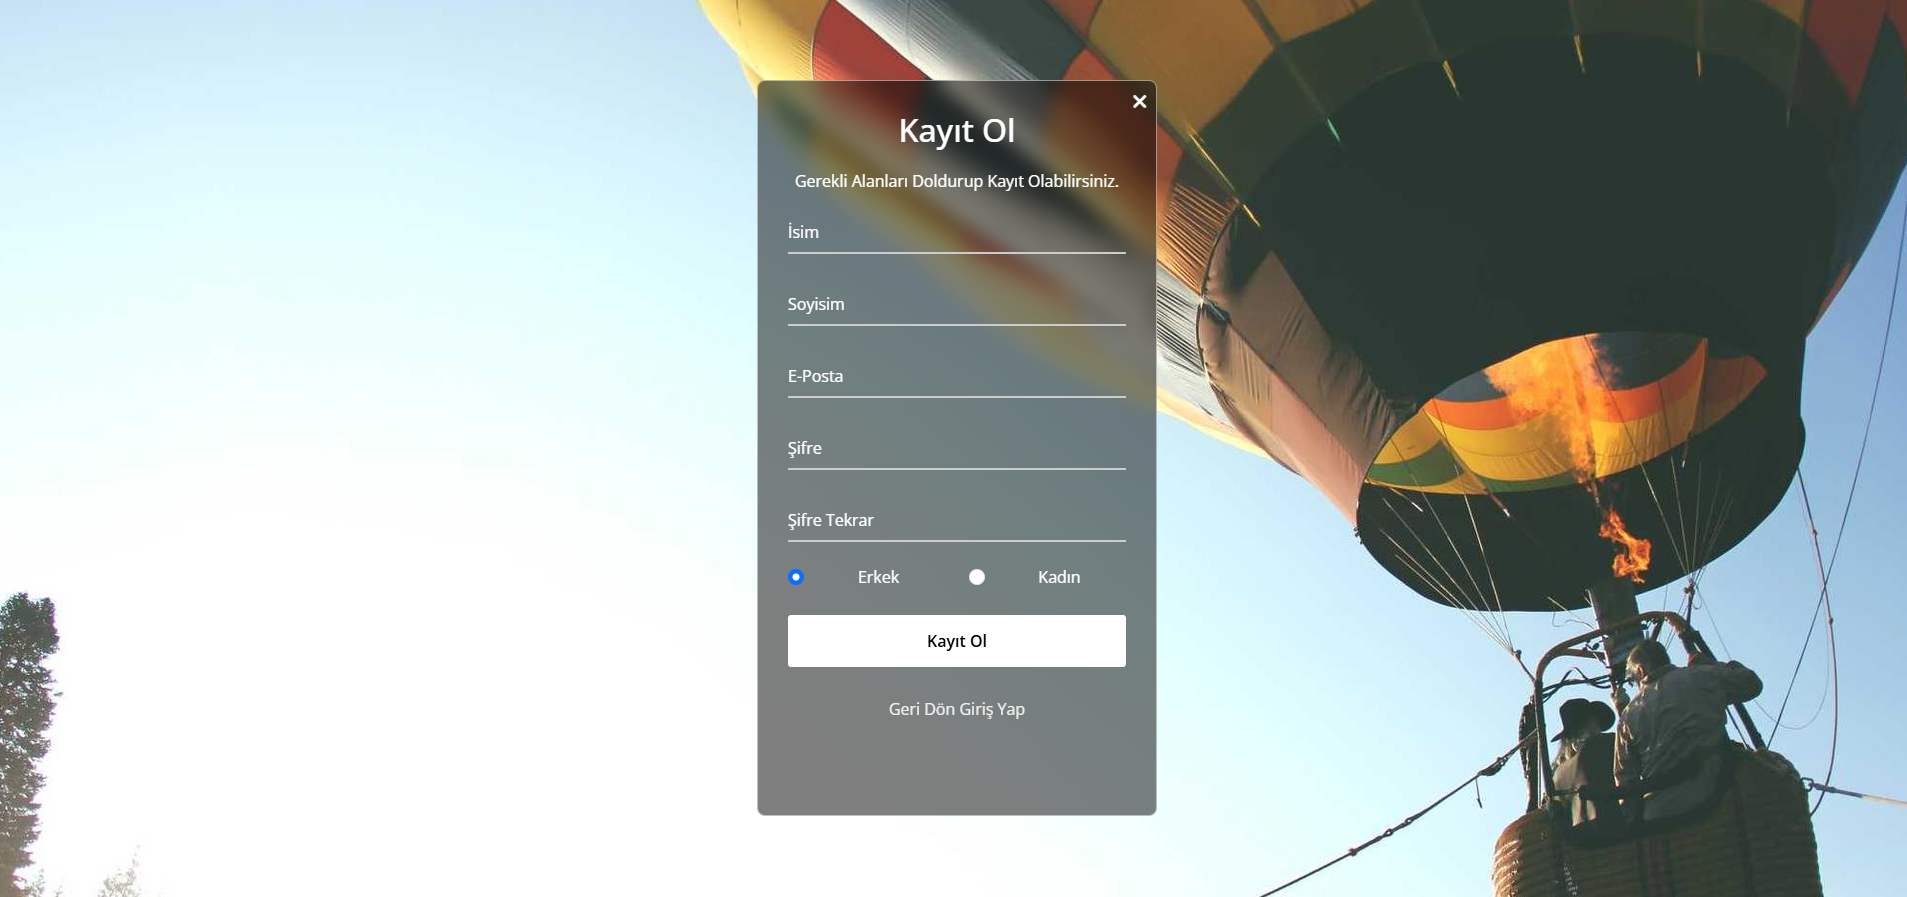 Kayıt Ol
Gerekli Alanları Doldurup Kayıt Olabilirsiniz.
İsim
Soyisim
E-Posta
Şifre
Şifre Tekrar
Erkek Kadın
Kayıt Ol
Geri Dön Giriş Yap